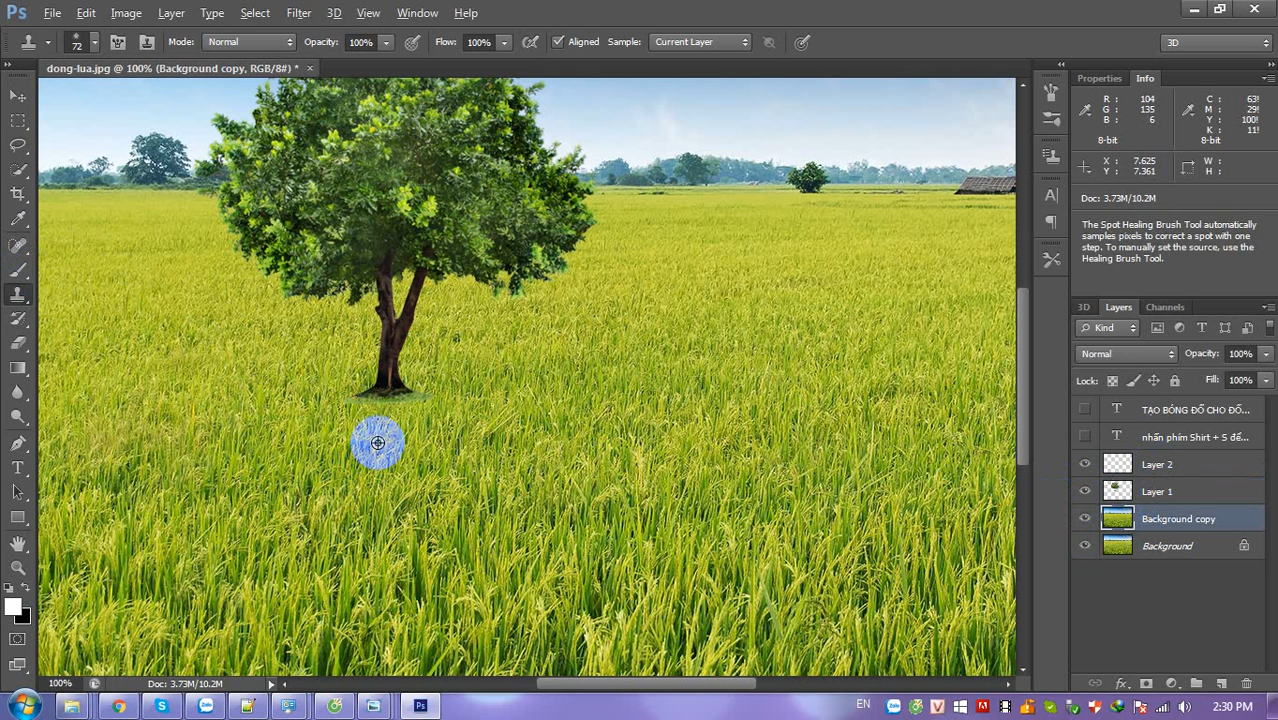 Ps File Edit Image Layer Type Select Filter 3D View Window Help
72 Mode: Normal Opacity: 100% Flow: 100% Aligned Sample: Current Layer 3D
dong-lua.jpg @ 100% (Background copy, RGB/8#) * ×
Properties Info
R : 104 C : 63!
G : 135 M : 29!
B : 6 Y : 100!
K : 11!
8-bit 8-bit
X : 7.625 W :
Y : 7.361 H :
Doc: 3.73M/10.2M
The Spot Healing Brush Tool automatically
samples pixels to correct a spot with one
step. To manually set the source, use the
Healing Brush Tool.
3D Layers Channels
Kind
Normal Opacity: 100%
Lock: Fill: 100%
TẠO BÓNG ĐỔ CHO ĐỐ...
nhấn phím Shirt + 5 để...
Layer 2
Layer 1
Background copy
Background
100% Doc: 3.73M/10.2M
EN 2:30 PM